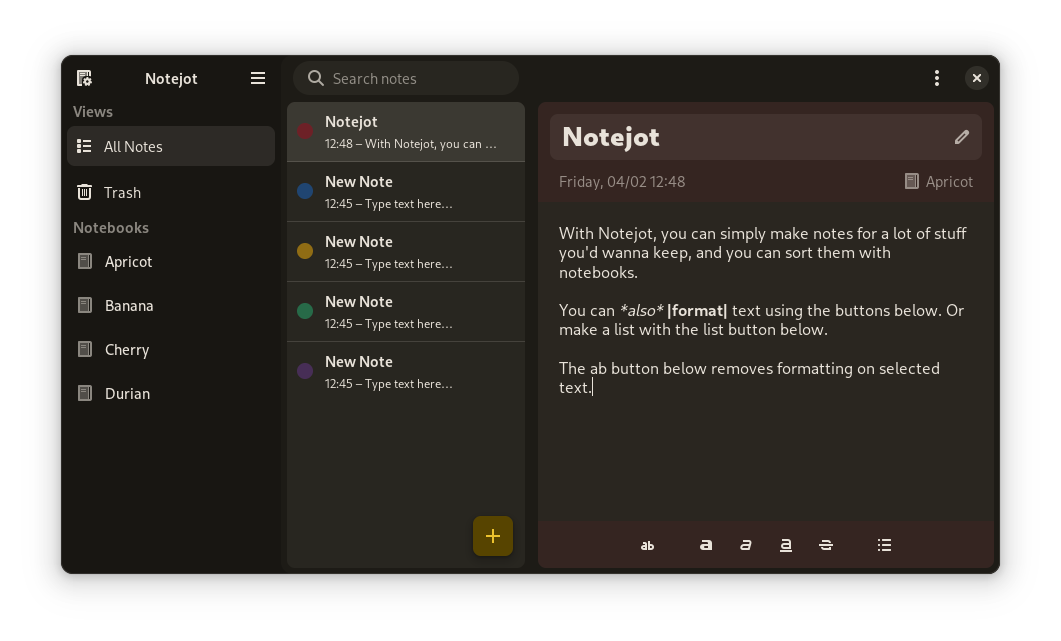 Notejot
Views
All Notes
Trash
Notebooks
Apricot
Banana
Cherry
Durian
Search notes
Notejot
12:48 – With Notejot, you can …
New Note
12:45 – Type text here…
New Note
12:45 – Type text here…
New Note
12:45 – Type text here…
New Note
12:45 – Type text here…
Notejot
Friday, 04/02 12:48
Apricot
With Notejot, you can simply make notes for a lot of stuff
you'd wanna keep, and you can sort them with
notebooks.
You can *also* |format| text using the buttons below. Or
make a list with the list button below.
The ab button below removes formatting on selected
text.
ab a a a S